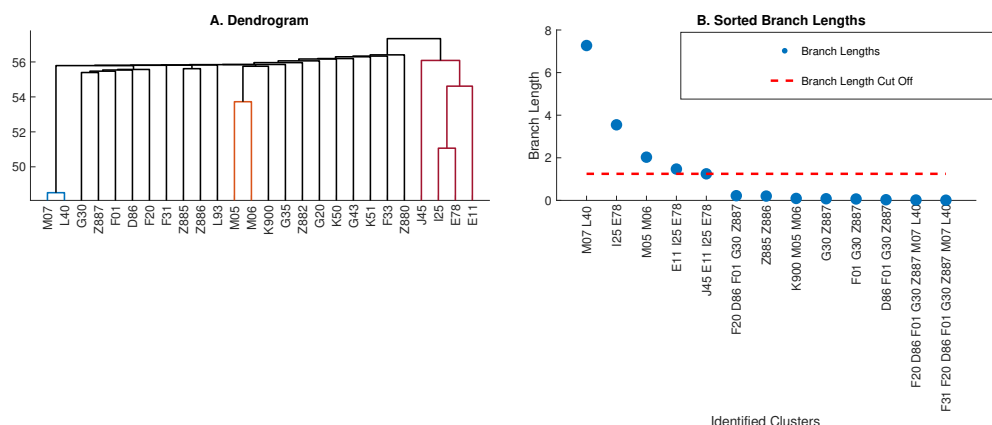 A. Dendrogram
56
54
52
50
M07
L40
G30
Z887
F01
D86
F20
F31
Z885
Z886
L93
M05
M06
K900
G35
Z882
G20
K50
G43
K51
F33
Z880
J45
I25
E78
E11
B. Sorted Branch Lengths
Branch Lengths
Branch Length Cut Off
Branch Length
8
6
4
2
0
M07 L40
I25 E78
M05 M06
E11 I25 E78
J45 E11 I25 E78
F20 D86 F01 G30 Z887
Z885 Z886
K900 M05 M06
G30 Z887
F01 G30 Z887
D86 F01 G30 Z887
F20 D86 F01 G30 Z887 M07 L40
F31 F20 D86 F01 G30 Z887 M07 L40
Identified Clusters